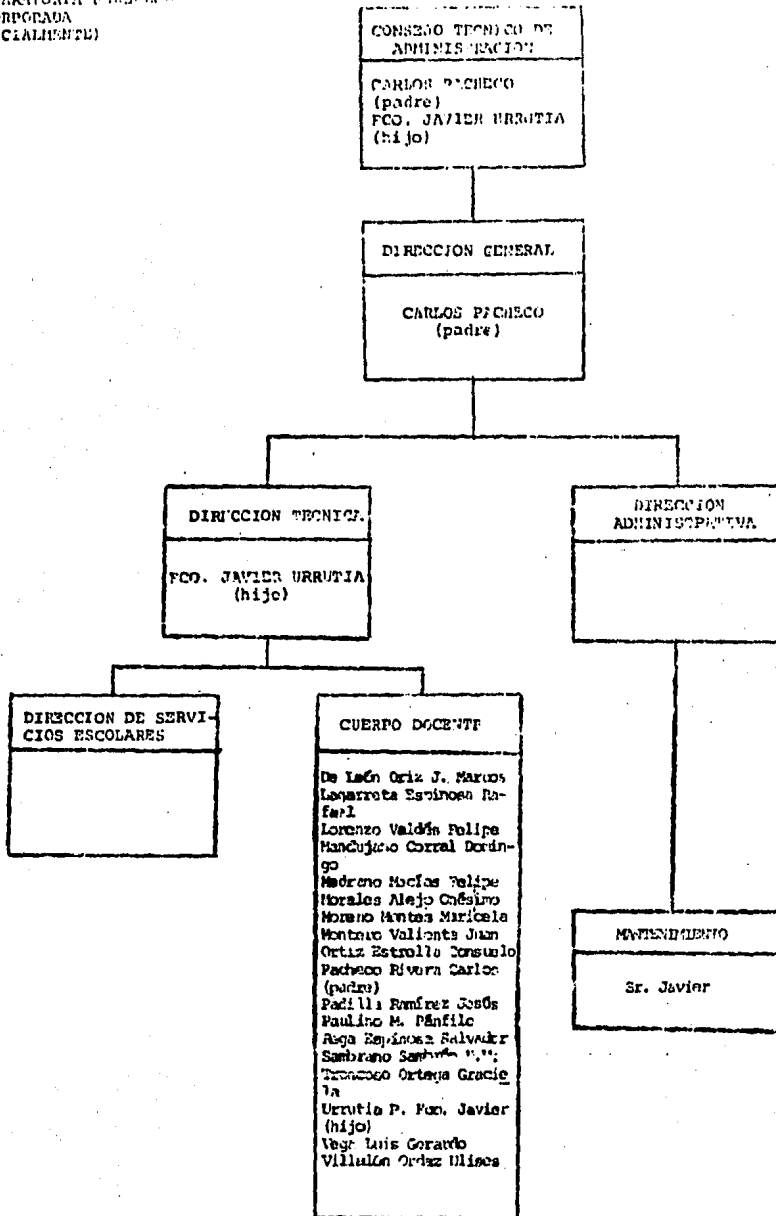 CONSEJO TECNICO DE
ADMINISTRACION
CARLOS PACHECO
(padre)
FCO. JAVIER URRUTIA
(hijo)
DIRECCION GENERAL
CARLOS PACHECO
(padre)
DIRECCION TECNICA
FCO. JAVIER URRUTIA
(hijo)
DIRECCION
ADMINISTRATIVA
DIRECCION DE SERVI-
CIOS ESCOLARES
CUERPO DOCENTE
De León Oriz J. Marcos
Lagarreta Espinosa Ra-
fael
Lorenzo Valdés Felipe
Mandujano Corral Domin-
go
Medrano Macías Felipe
Morales Alejo Onésimo
Moreno Montes Maricela
Montero Valiente Juan
Ortiz Estrella Consuelo
Pacheco Rivera Carlos
(padre)
Padilla Ramírez Jesús
Paulino M. Pánfilo
Espinosa Salvador
Sambrano
Troncoso Ortega Gracie
la
Urrutia P. Fco. Javier
(hijo)
Vega Luis Gerardo
Villalón Ordaz Ulises
MANTENIMIENTO
Sr. Javier